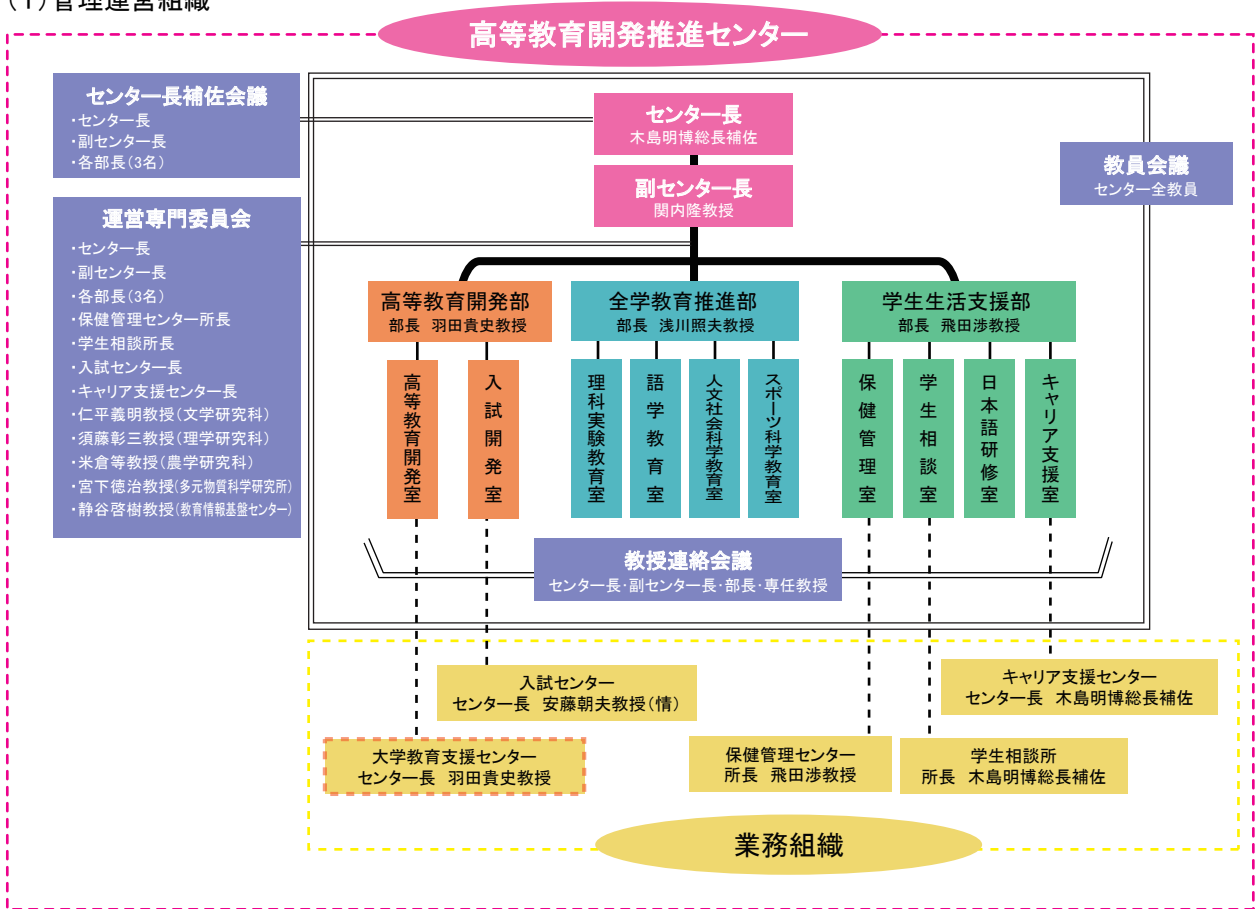 (1)管理運営組織
高等教育開発推進センター
センター長補佐会議
・センター長
・副センター長
・各部長(3名)
センター長
木島明博総長補佐
副センター長
関内隆教授
教員会議
センター全教員
運営専門委員会
・センター長
・副センター長
・各部長(3名)
・保健管理センター所長
・学生相談所長
・入試センター長
・キャリア支援センター長
・仁平義明教授(文学研究科)
・須藤彰三教授(理学研究科)
・米倉等教授(農学研究科)
・宮下徳治教授(多元物質科学研究所)
・静谷啓樹教授(教育情報基盤センター)
高等教育開発部
部長 羽田貴史教授
全学教育推進部
部長 浅川照夫教授
学生生活支援部
部長 飛田渉教授
高等教育開発室
入試開発室
理科実験教育室
語学教育室
人文社会科学教育室
スポーツ科学教育室
保健管理室
学生相談室
日本語研修室
キャリア支援室
教授連絡会議
センター長・副センター長・部長・専任教授
入試センター
センター長 安藤朝夫教授(情)
キャリア支援センター
センター長 木島明博総長補佐
大学教育支援センター
センター長 羽田貴史教授
保健管理センター
所長 飛田渉教授
学生相談所
所長 木島明博総長補佐
業務組織